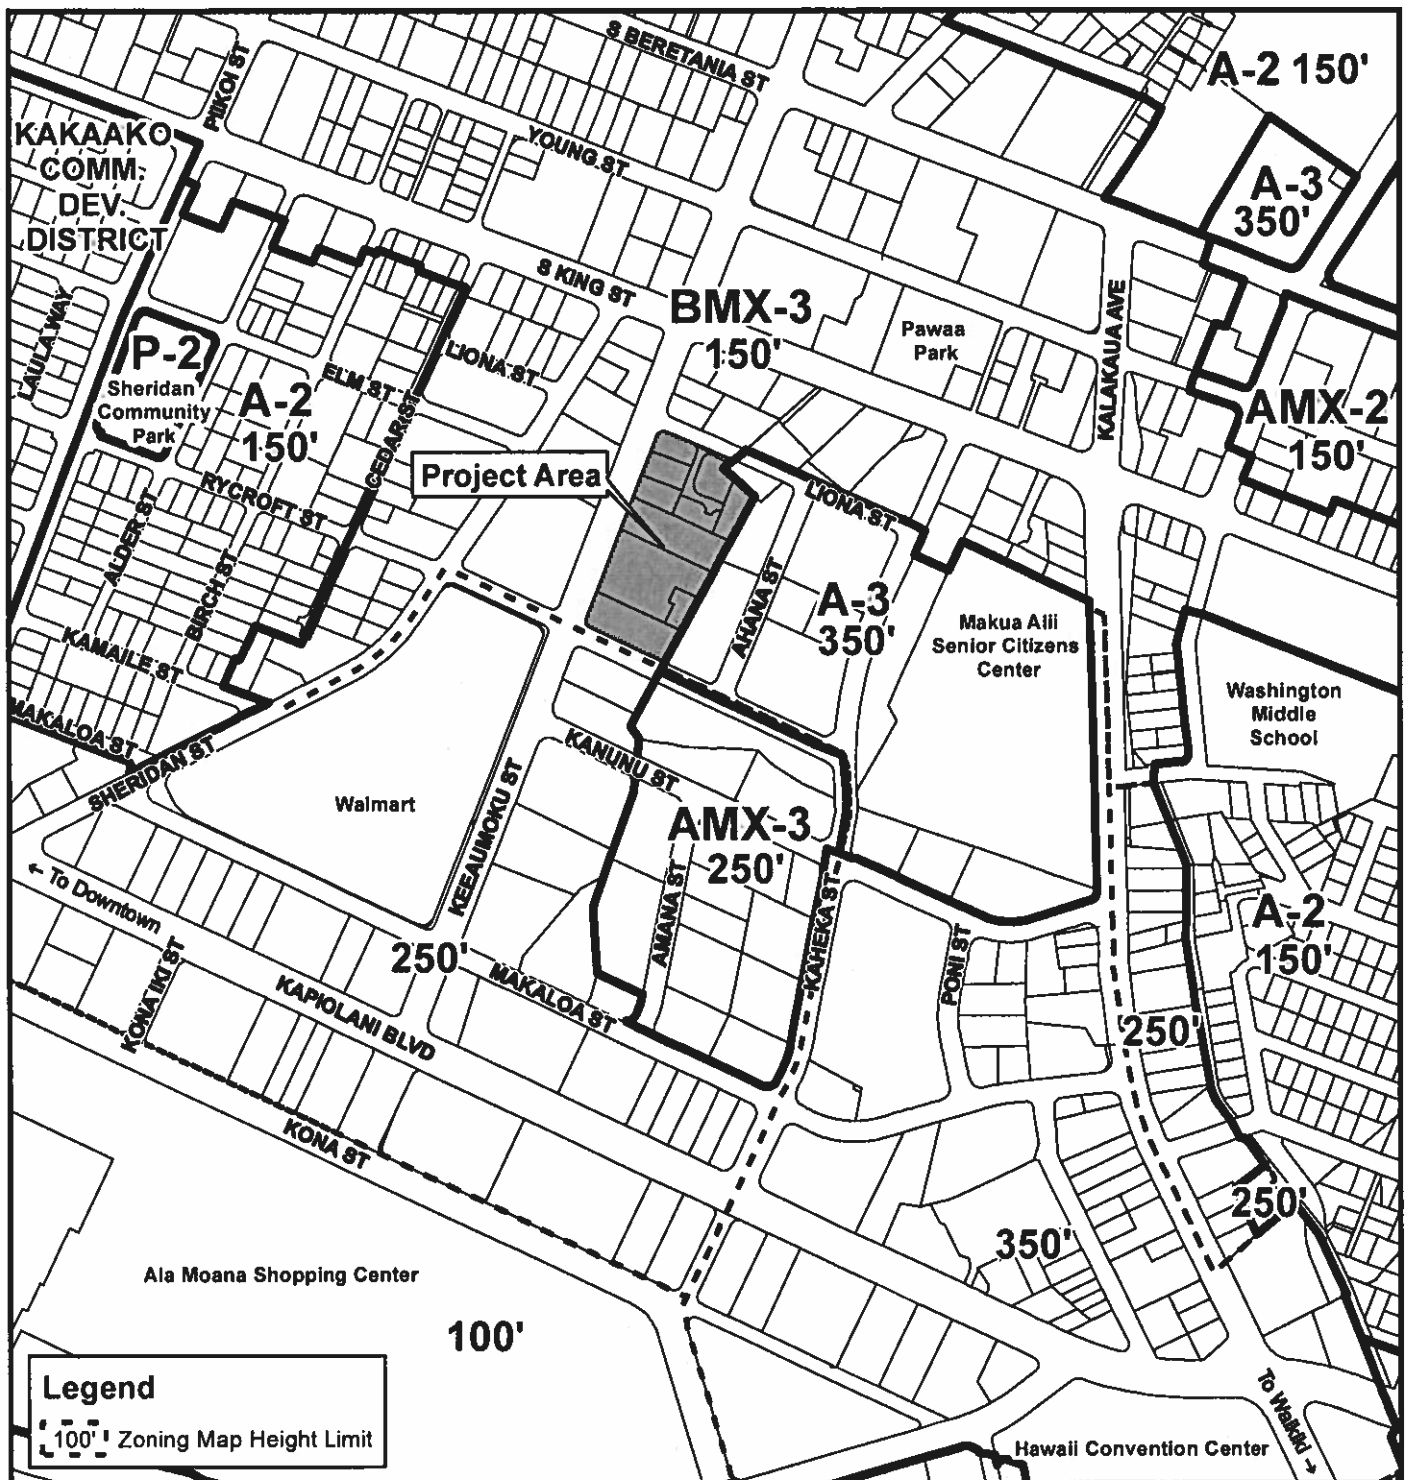 S BERETANIA ST
A-2 150'
PIIKOI ST
KAKAAKO
COMM.
DEV.
DISTRICT
YOUNG ST
A-3
350'
S KING ST
BMX-3
150'
Pawaa
Park
KALAKAUA AVE
LAULA WAY
P-2
Sheridan
Community
Park
LIONA ST
ELM ST
A-2
150'
CEDAR ST
AMX-2
150'
Project Area
RYCROFT ST
LIONA ST
ALDER ST
BIRCH ST
AHANA ST
A-3
350'
Makua Alii
Senior Citizens
Center
KAMAILE ST
Washington
Middle
School
MAKALOA ST
SHERIDAN ST
KANUNU ST
Walmart
KEEAUMOKU ST
AMX-3
250'
← To Downtown
AMANA ST
KAHEKA ST
A-2
150'
250'
PONI ST
KONA IKI ST
KAPIOLANI BLVD
MAKALOA ST
250'
KONA ST
250'
350'
Ala Moana Shopping Center
100'
Legend
100' Zoning Map Height Limit
To Waikiki →
Hawaii Convention Center